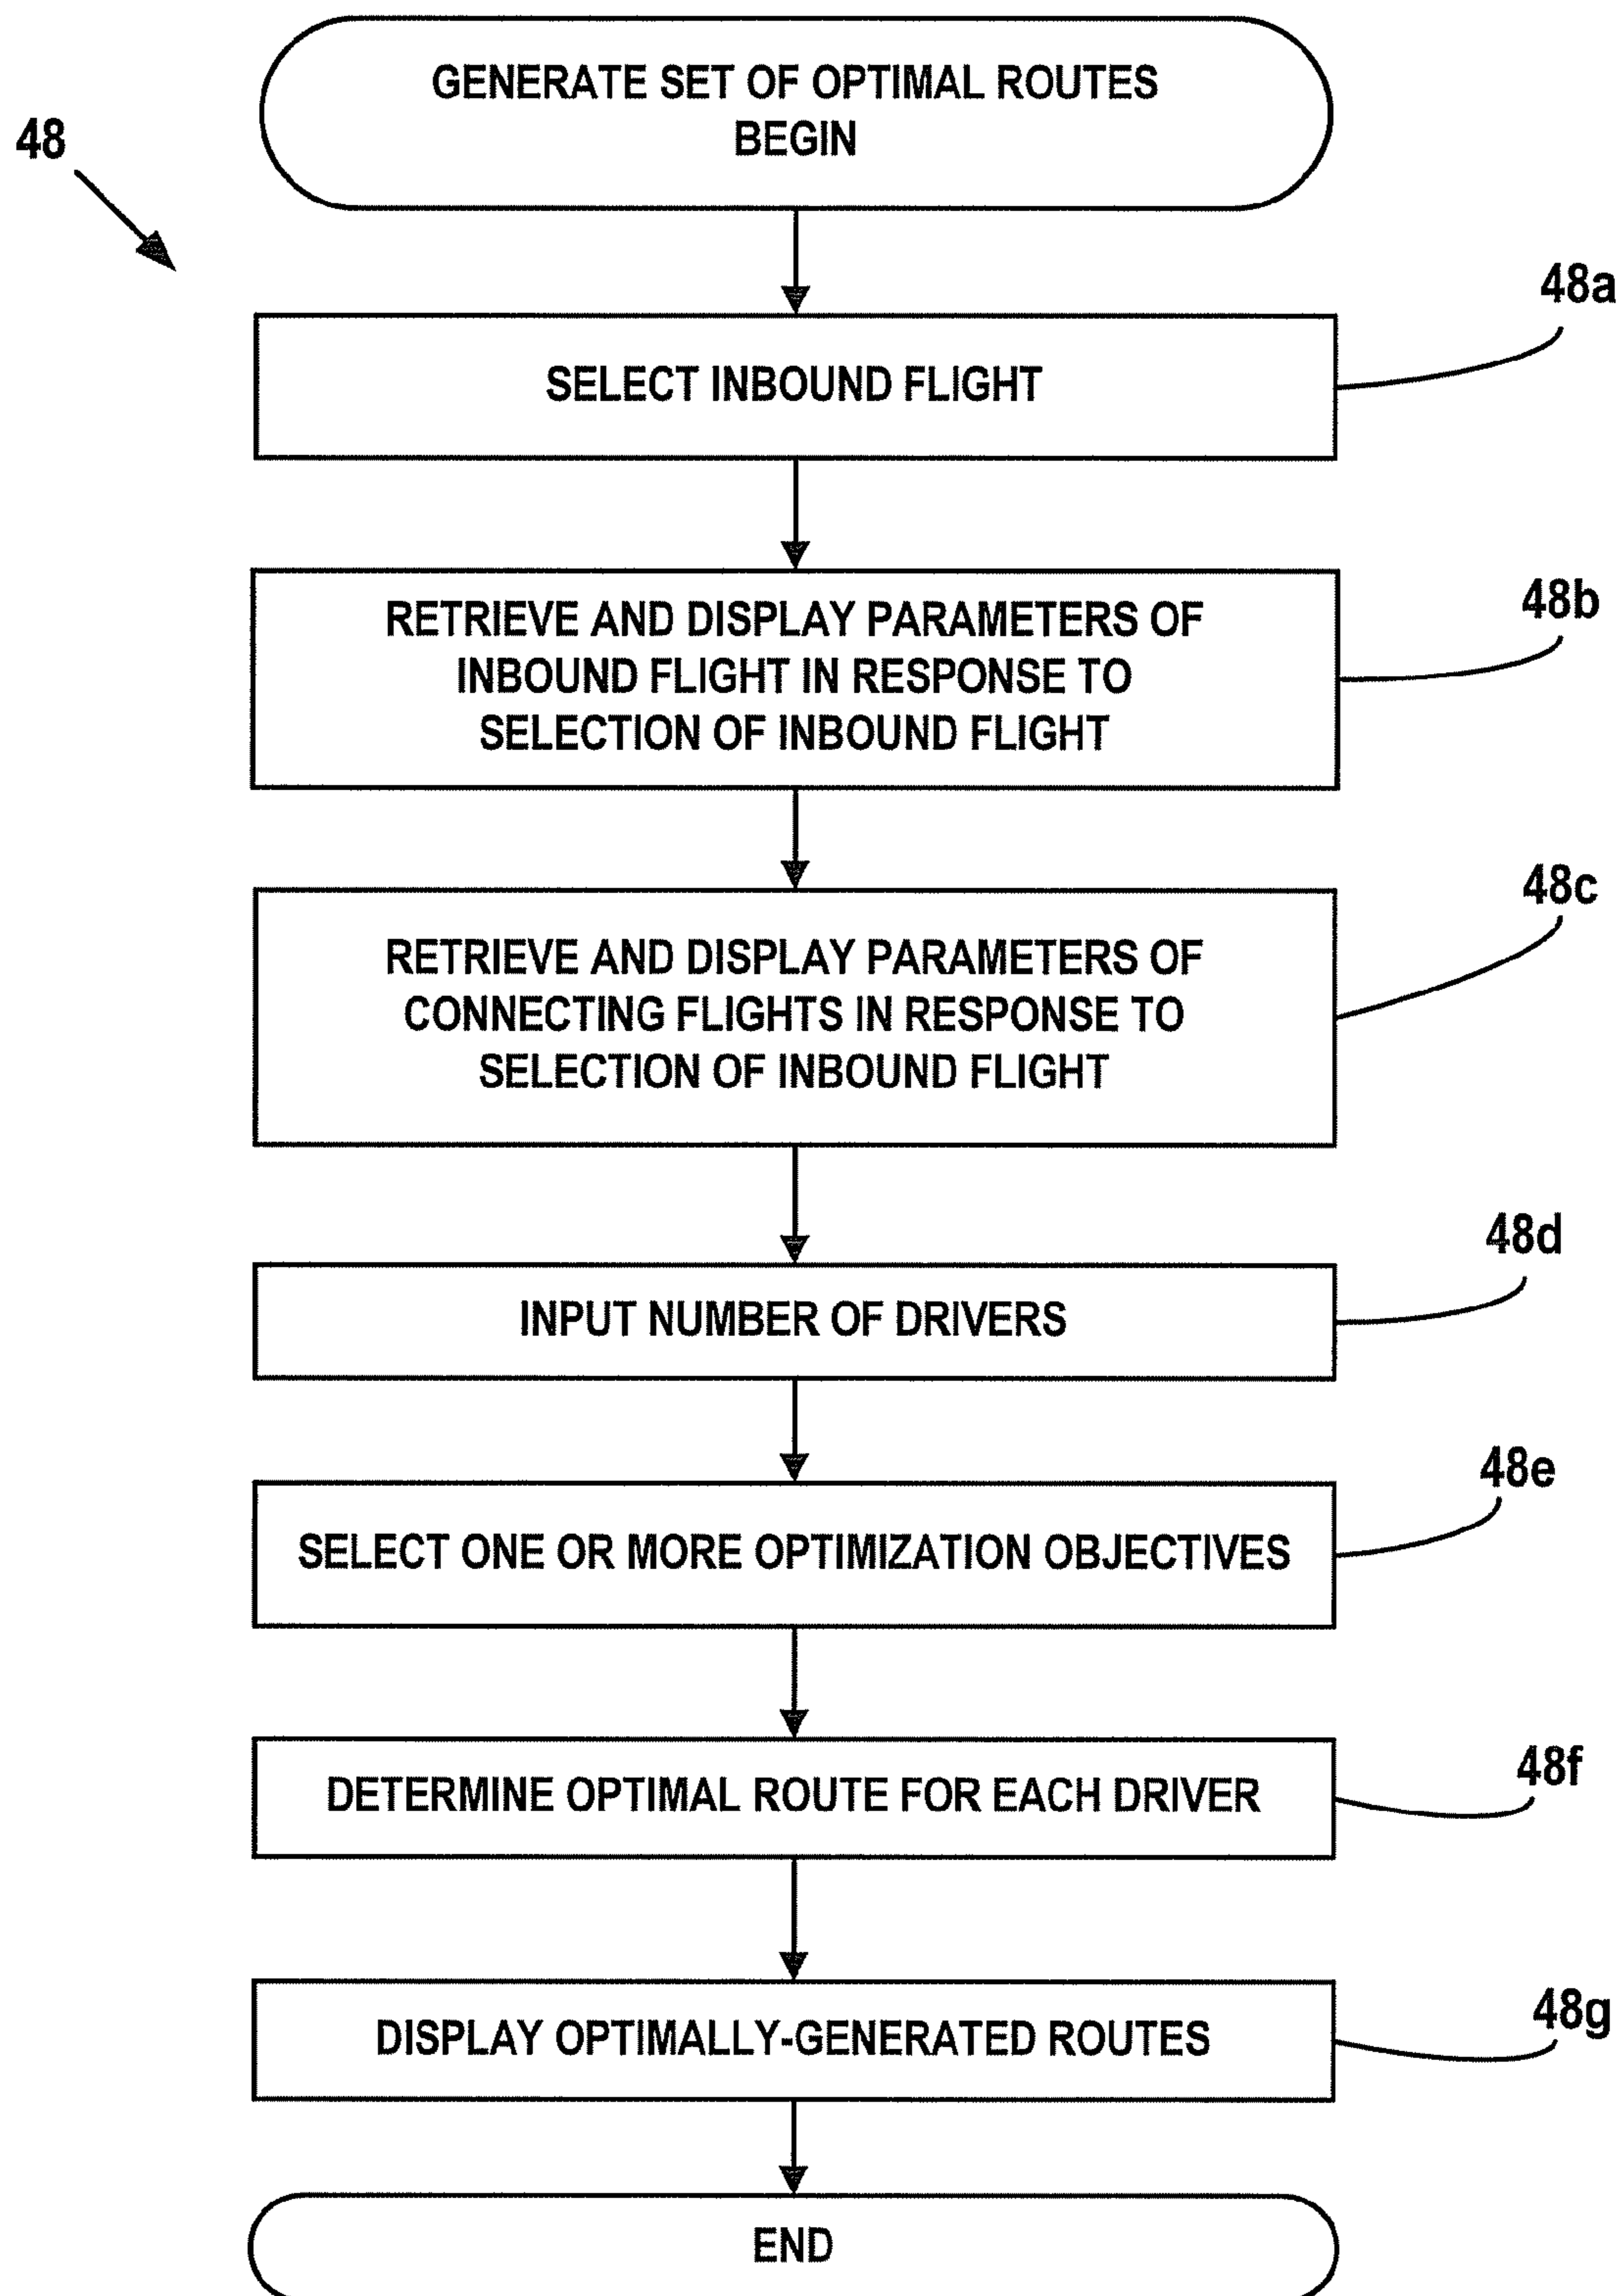 GENERATE SET OF OPTIMAL ROUTES
BEGIN
48
48a
SELECT INBOUND FLIGHT
48b
RETRIEVE AND DISPLAY PARAMETERS OF
INBOUND FLIGHT IN RESPONSE TO
SELECTION OF INBOUND FLIGHT
48c
RETRIEVE AND DISPLAY PARAMETERS OF
CONNECTING FLIGHTS IN RESPONSE TO
SELECTION OF INBOUND FLIGHT
48d
INPUT NUMBER OF DRIVERS
48e
SELECT ONE OR MORE OPTIMIZATION OBJECTIVES
48f
DETERMINE OPTIMAL ROUTE FOR EACH DRIVER
48g
DISPLAY OPTIMALLY-GENERATED ROUTES
END